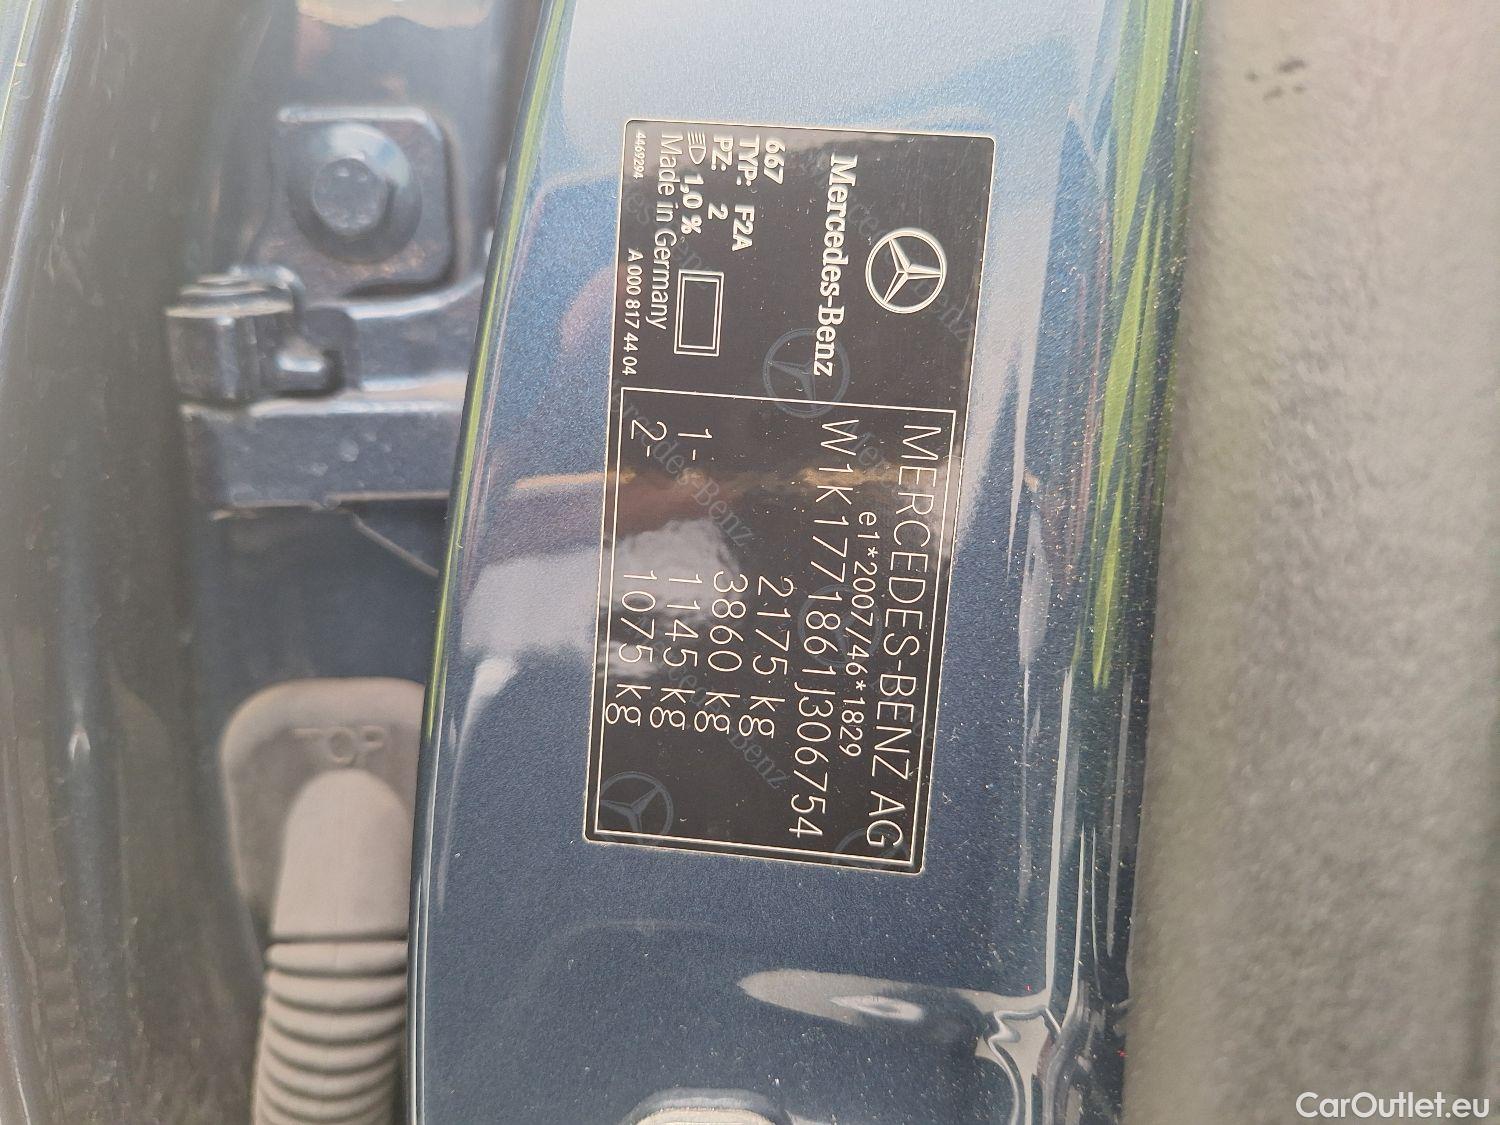 Mercedes-Benz
667
TYP: F2A
PZ: 2
1,0 %
Made in Germany
4469294 A 000 817 44 04
MERCEDES-BENZ AG
e1*2007/46*1829
W1K1771861J306754
2175 kg
3860 kg
1- 1145 kg
2- 1075 kg
TOP
CarOutlet.eu